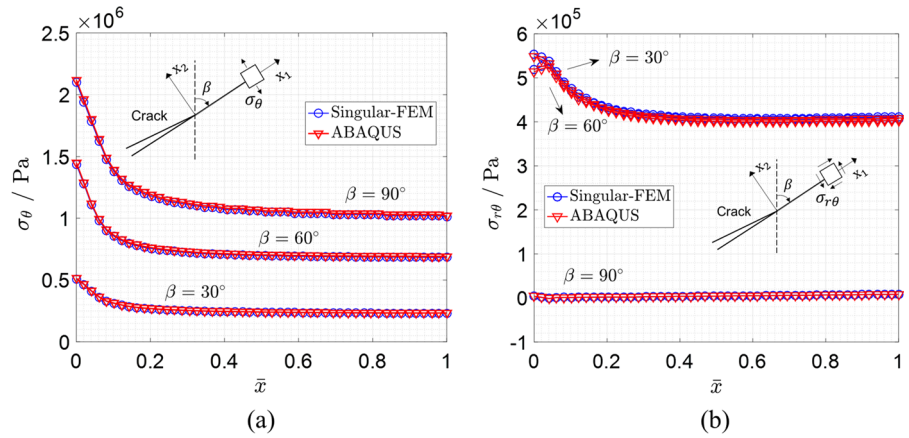 ×10⁶
2.5
2
1.5
1
0.5
0
0 0.2 0.4 0.6 0.8 1
σθ / Pa
x̄
x₂
β
x₁
σθ
Crack
Singular-FEM
ABAQUS
β = 90°
β = 60°
β = 30°
(a)
×10⁵
6
5
4
3
2
1
0
-1
0 0.2 0.4 0.6 0.8 1
σrθ / Pa
x̄
β = 30°
β = 60°
x₂
β
x₁
σrθ
Crack
Singular-FEM
ABAQUS
β = 90°
(b)